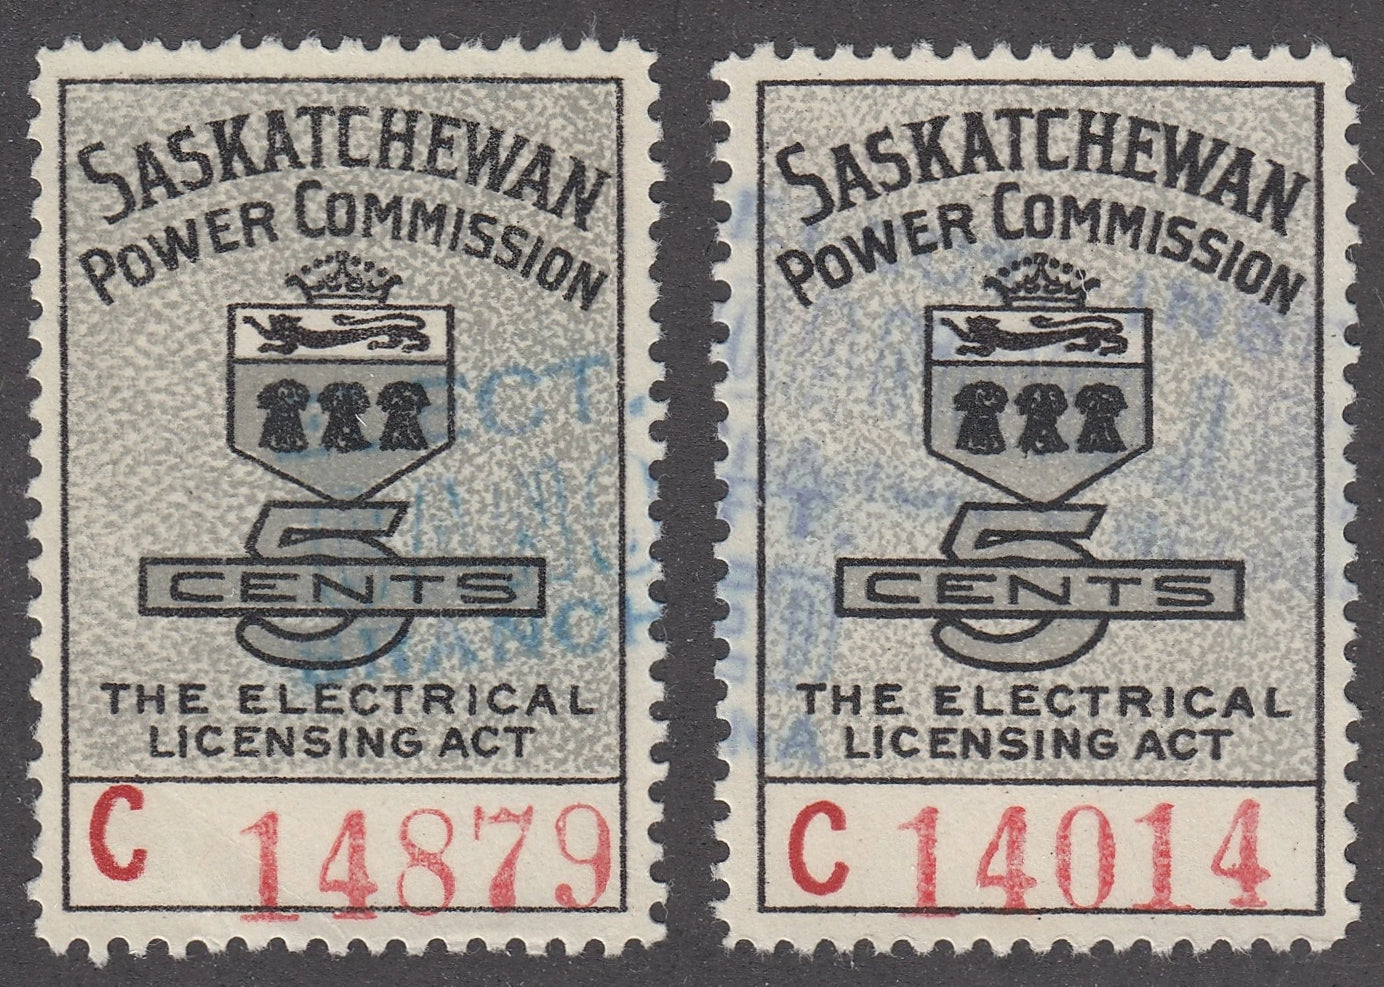 SASKATCHEWAN
POWER COMMISSION
5
CENTS
THE ELECTRICAL
LICENSING ACT
C 14879
SASKATCHEWAN
POWER COMMISSION
5
CENTS
THE ELECTRICAL
LICENSING ACT
C 14014